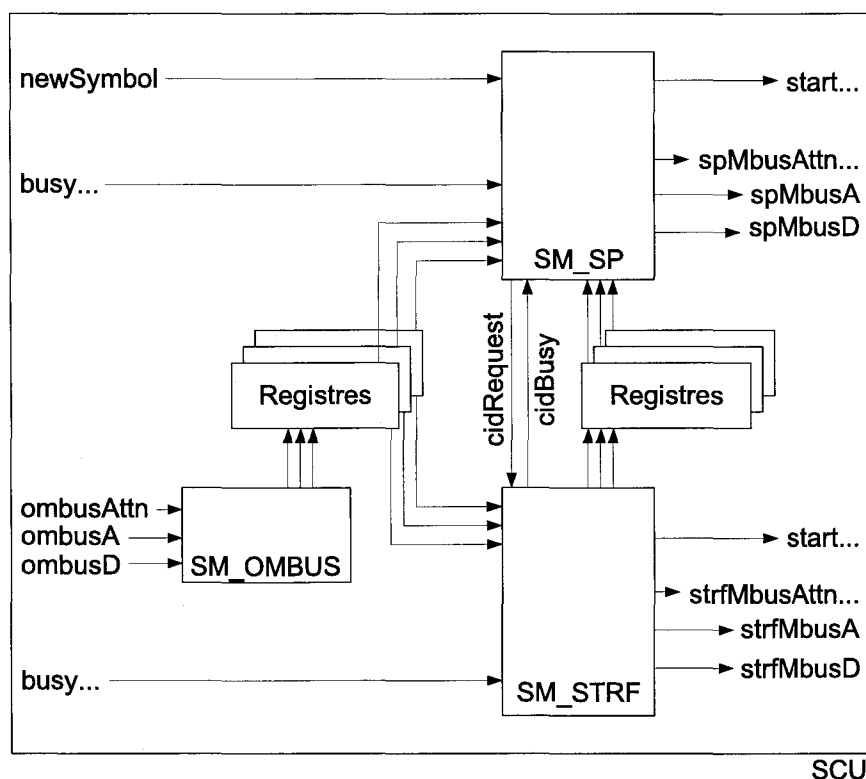 newSymbol
start...
busy...
spMbusAttn...
spMbusA
spMbusD
SM_SP
cidRequest
cidBusy
Registres
Registres
ombusAttn
ombusA
ombusD
SM_OMBUS
start...
strfMbusAttn...
strfMbusA
strfMbusD
busy...
SM_STRF
SCU